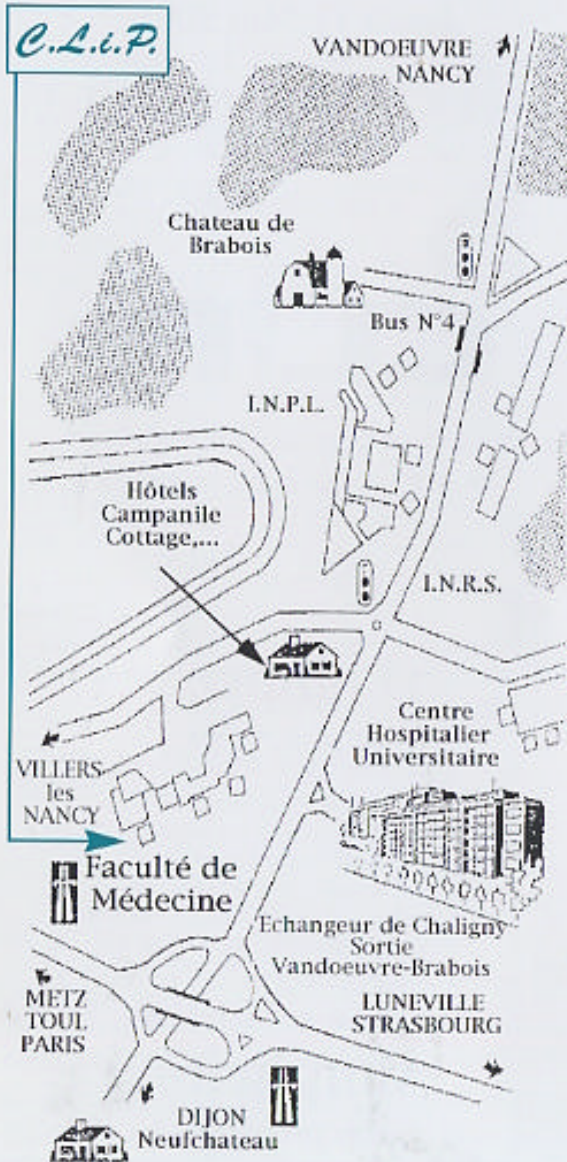 C.L.i.P.
VANDOEUVRE
NANCY
Chateau de
Brabois
Bus N°4
I.N.P.L.
Hôtels
Campanile
Cottage,...
I.N.R.S.
Centre
Hospitalier
Universitaire
VILLERS
les
NANCY
Faculté de
Médecine
Echangeur de Chaligny
Sortie
Vandoeuvre-Brabois
METZ
TOUL
PARIS
LUNEVILLE
STRASBOURG
DIJON
Neufchateau